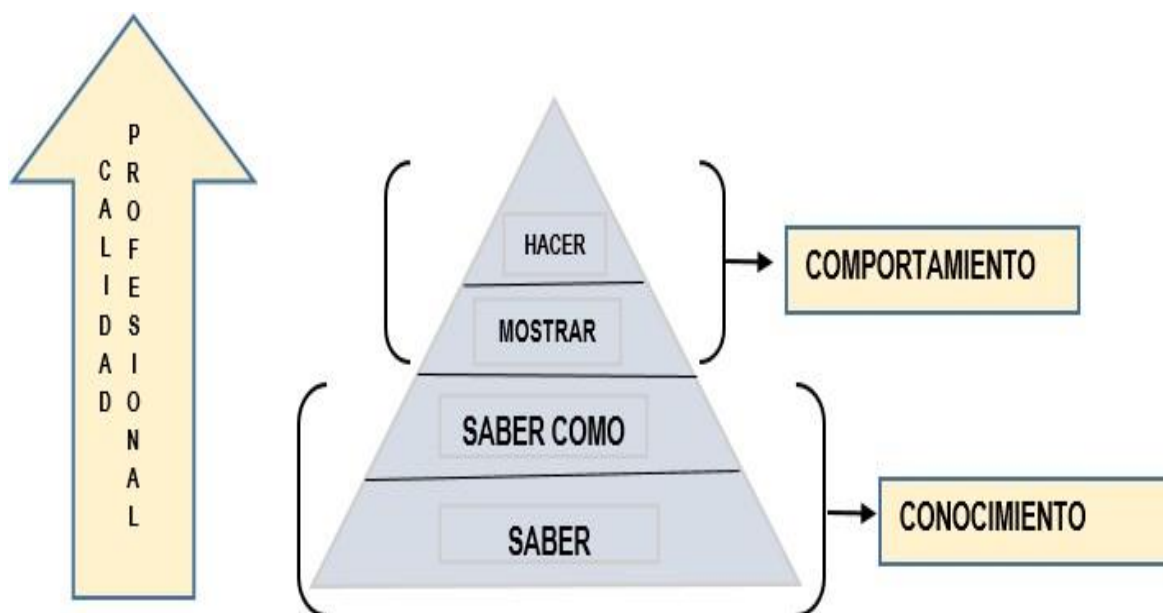 CALIDAD
PROFESIONAL
HACER
COMPORTAMIENTO
MOSTRAR
SABER COMO
CONOCIMIENTO
SABER